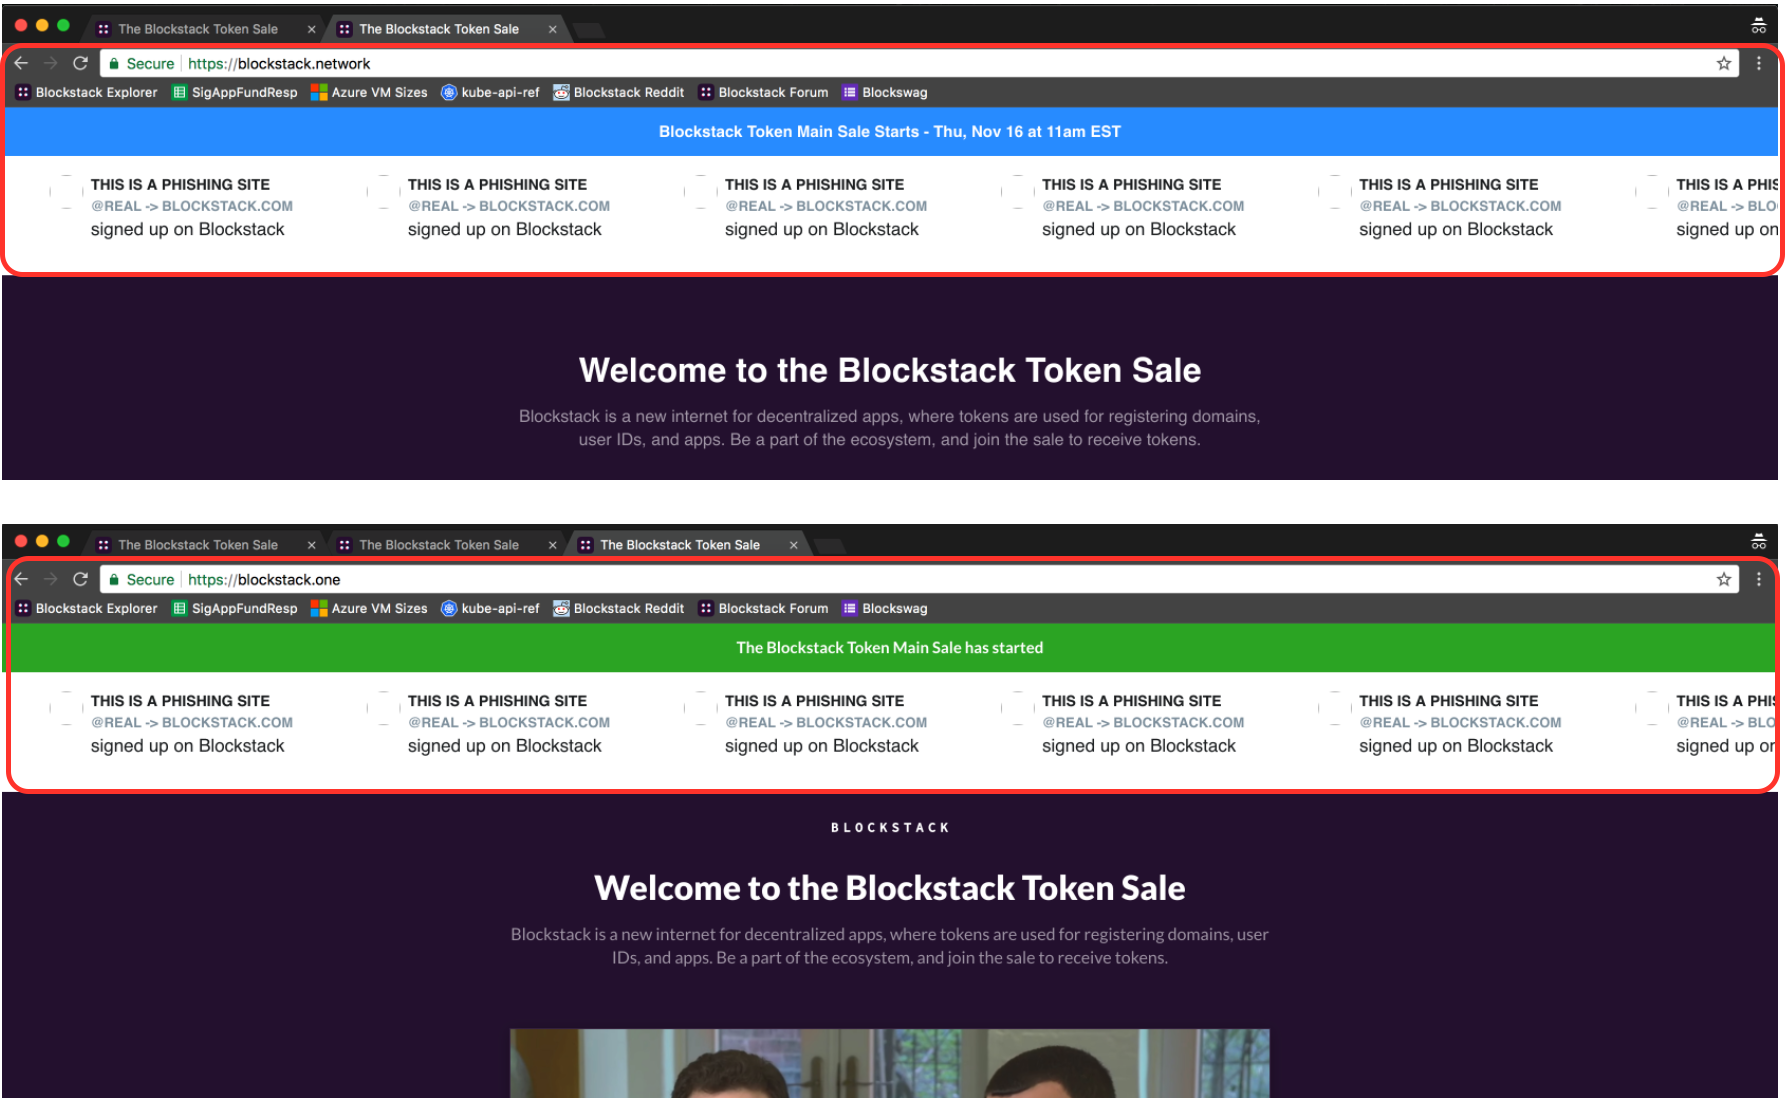 The Blockstack Token Sale × The Blockstack Token Sale ×
Secure https://blockstack.network
Blockstack Explorer SigAppFundResp Azure VM Sizes kube-api-ref Blockstack Reddit Blockstack Forum Blockswag
Blockstack Token Main Sale Starts - Thu, Nov 16 at 11am EST
THIS IS A PHISHING SITE THIS IS A PHISHING SITE THIS IS A PHISHING SITE THIS IS A PHISHING SITE THIS IS A PHISHING SITE THIS IS A PHIS
@REAL -> BLOCKSTACK.COM @REAL -> BLOCKSTACK.COM @REAL -> BLOCKSTACK.COM @REAL -> BLOCKSTACK.COM @REAL -> BLOCKSTACK.COM @REAL -> BLO
signed up on Blockstack signed up on Blockstack signed up on Blockstack signed up on Blockstack signed up on Blockstack signed up on
Welcome to the Blockstack Token Sale
Blockstack is a new internet for decentralized apps, where tokens are used for registering domains,
user IDs, and apps. Be a part of the ecosystem, and join the sale to receive tokens.
The Blockstack Token Sale × The Blockstack Token Sale × The Blockstack Token Sale ×
Secure https://blockstack.one
Blockstack Explorer SigAppFundResp Azure VM Sizes kube-api-ref Blockstack Reddit Blockstack Forum Blockswag
The Blockstack Token Main Sale has started
THIS IS A PHISHING SITE THIS IS A PHISHING SITE THIS IS A PHISHING SITE THIS IS A PHISHING SITE THIS IS A PHISHING SITE THIS IS A PHI
@REAL -> BLOCKSTACK.COM @REAL -> BLOCKSTACK.COM @REAL -> BLOCKSTACK.COM @REAL -> BLOCKSTACK.COM @REAL -> BLOCKSTACK.COM @REAL -> BLO
signed up on Blockstack signed up on Blockstack signed up on Blockstack signed up on Blockstack signed up on Blockstack signed up or
BLOCKSTACK
Welcome to the Blockstack Token Sale
Blockstack is a new internet for decentralized apps, where tokens are used for registering domains, user
IDs, and apps. Be a part of the ecosystem, and join the sale to receive tokens.